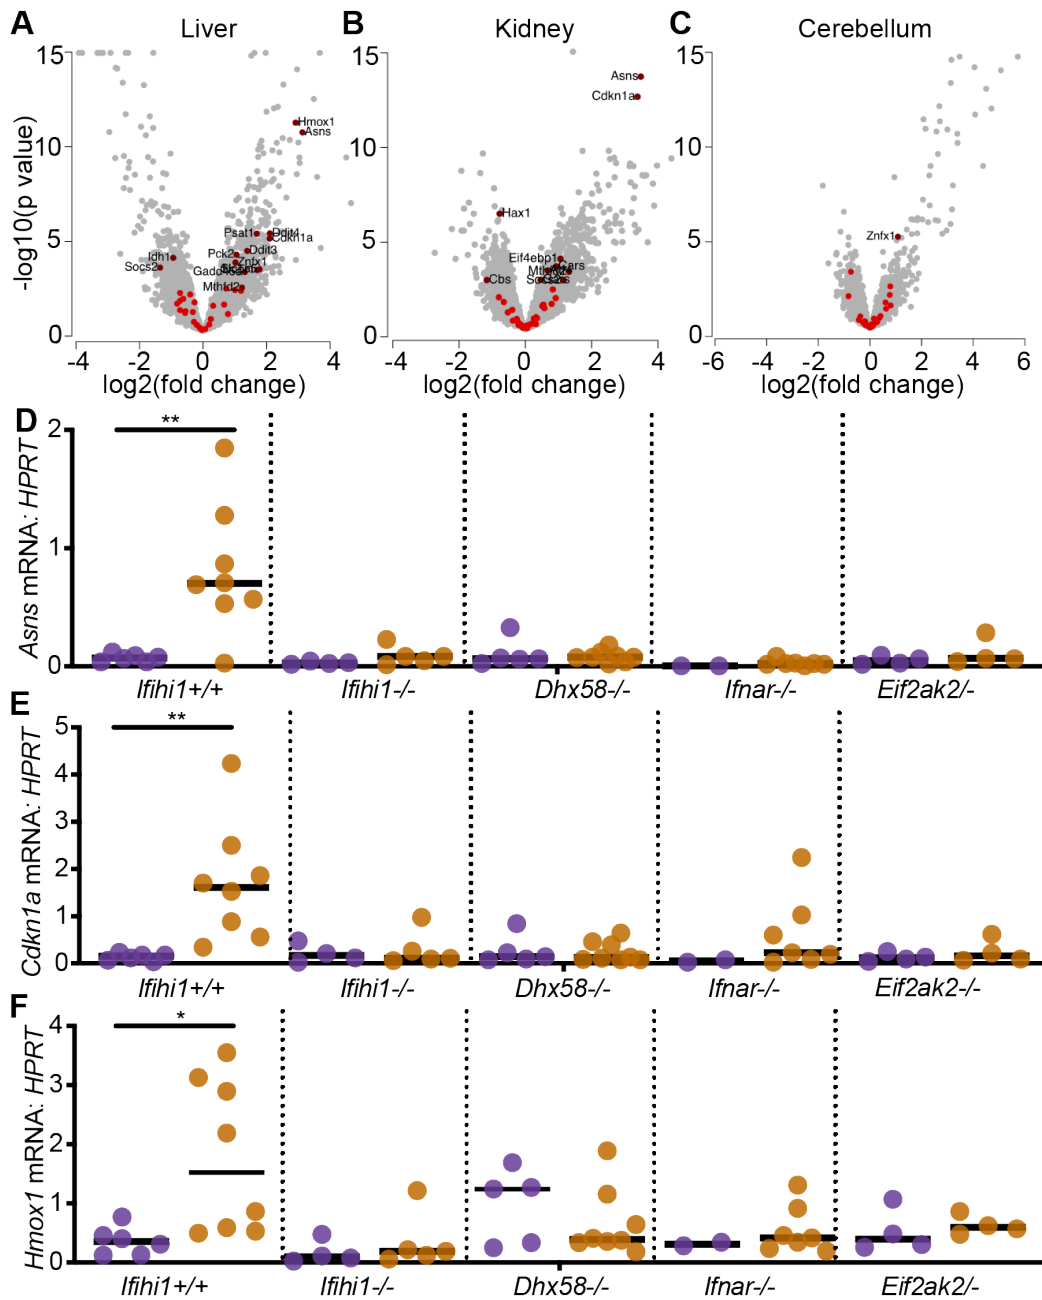 A Liver
B Kidney
C Cerebellum
-log10(p value)
15
10
5
0
Hmox1
Asns
Psat1
Ddit4
Cdkn1a
Ddit3
Pck2
Znfx1
Idh1
Socs2
Mthfd2
-4 -2 0 2 4
log2(fold change)
15
10
5
0
Asns
Cdkn1a
Hax1
Eif4ebp1
Cbs
-4 -2 0 2 4
log2(fold change)
15
10
5
0
Znfx1
-6 -4 -2 0 2 4 6
log2(fold change)
D
Asns mRNA: HPRT
2
1
0
**
Ifihi1+/+ Ifihi1-/- Dhx58-/- Ifnar-/- Eif2ak2/-
E
Cdkn1a mRNA: HPRT
5
4
3
2
1
0
**
Ifihi1+/+ Ifihi1-/- Dhx58-/- Ifnar-/- Eif2ak2-/-
F
Hmox1 mRNA: HPRT
4
3
2
1
0
*
Ifihi1+/+ Ifihi1-/- Dhx58-/- Ifnar-/- Eif2ak2/-